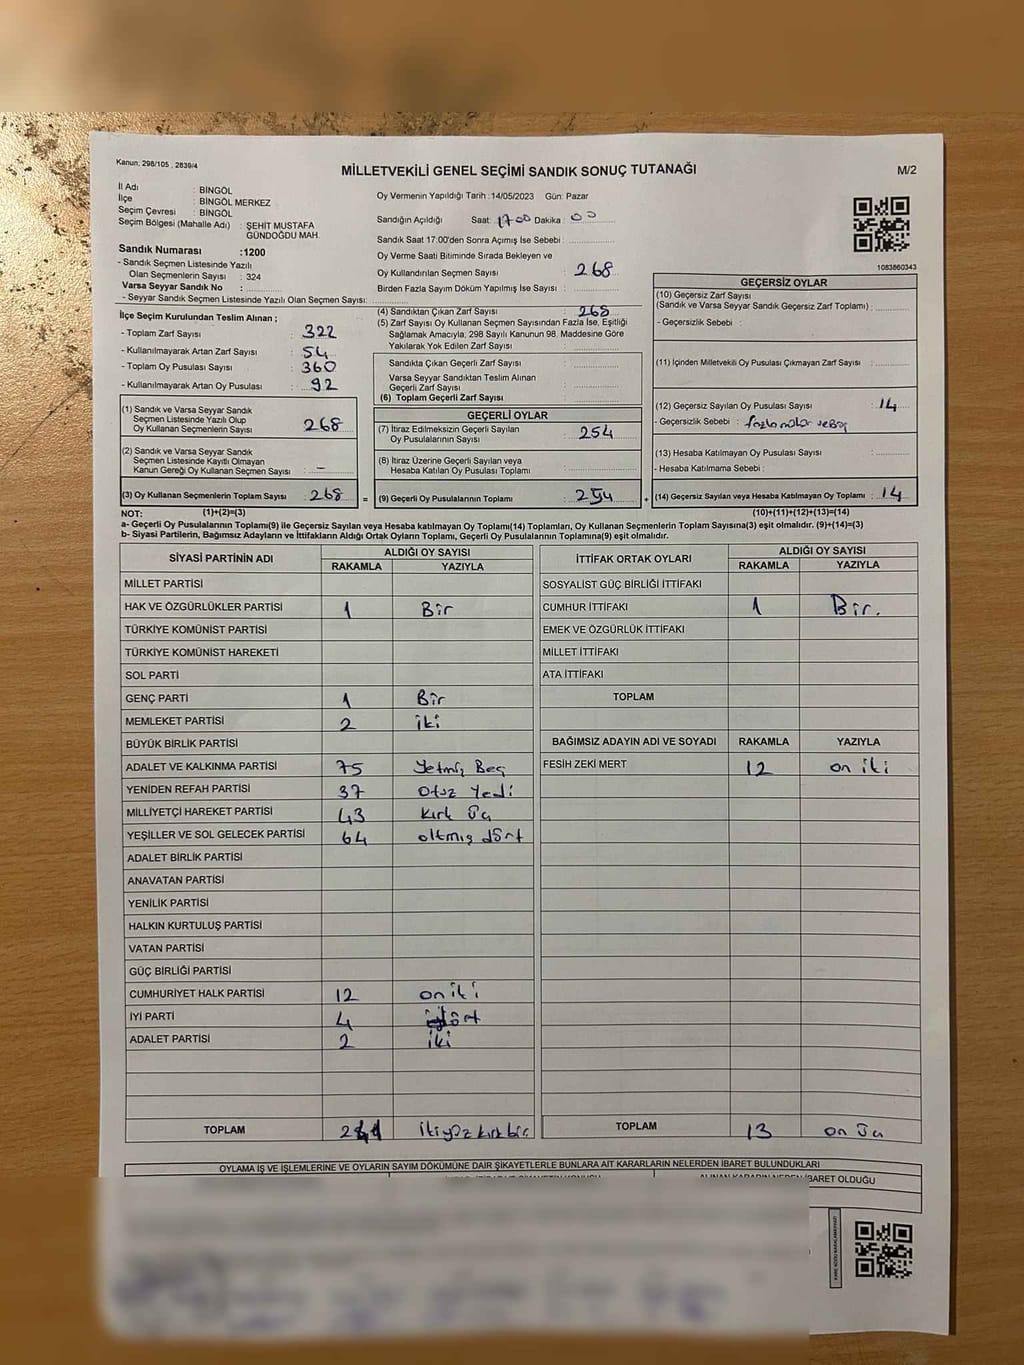 Kanun: 298/105 , 2839/4
MİLLETVEKİLİ GENEL SEÇİMİ SANDIK SONUÇ TUTANAĞI
M/2
İl Adı : BİNGÖL
İlçe : BİNGÖL MERKEZ
Seçim Çevresi : BİNGÖL
Seçim Bölgesi (Mahalle Adı) : ŞEHİT MUSTAFA
GÜNDOĞDU MAH.
Sandık Numarası :1200
- Sandık Seçmen Listesinde Yazılı
Olan Seçmenlerin Sayısı : 324
Varsa Seyyar Sandık No :
- Seyyar Sandık Seçmen Listesinde Yazılı Olan Seçmen Sayısı:
Oy Vermenin Yapıldığı Tarih :14/05/2023 Gün: Pazar
Sandığın Açıldığı Saat: 17:00 Dakika : 00
Sandık Saat 17:00'den Sonra Açımış İse Sebebi :
Oy Verme Saati Bitiminde Sırada Bekleyen ve
Oy Kullandırılan Seçmen Sayısı : 268
Birden Fazla Sayım Döküm Yapılmış İse Sayısı :
1083860343
İlçe Seçim Kurulundan Teslim Alınan ;
- Toplam Zarf Sayısı : 322
- Kullanılmayarak Artan Zarf Sayısı : 54
- Toplam Oy Pusulası Sayısı : 360
- Kullanılmayarak Artan Oy Pusulası : 92
(4) Sandıktan Çıkan Zarf Sayısı : 268
(5) Zarf Sayısı Oy Kullanan Seçmen Sayısından Fazla İse, Eşitliği
Sağlamak Amacıyla; 298 Sayılı Kanunun 98. Maddesine Göre
Yakılarak Yok Edilen Zarf Sayısı :
Sandıkta Çıkan Geçerli Zarf Sayısı :
Varsa Seyyar Sandıktan Teslim Alınan
Geçerli Zarf Sayısı :
(6) Toplam Geçerli Zarf Sayısı :
GEÇERSİZ OYLAR
(10) Geçersiz Zarf Sayısı
(Sandık ve Varsa Seyyar Sandık Geçersiz Zarf Toplamı) :
- Geçersizlik Sebebi :
(11) İçinden Milletvekili Oy Pusulası Çıkmayan Zarf Sayısı :
(12) Geçersiz Sayılan Oy Pusulası Sayısı : 14
- Geçersizlik Sebebi :
(13) Hesaba Katılmayan Oy Pusulası Sayısı :
- Hesaba Katılmama Sebebi :
(14) Geçersiz Sayılan veya Hesaba Katılmayan Oy Toplamı : 14
(1) Sandık ve Varsa Seyyar Sandık
Seçmen Listesinde Yazılı Olup
Oy Kullanan Seçmenlerin Sayısı : 268
(2) Sandık ve Varsa Seyyar Sandık
Seçmen Listesinde Kayıtlı Olmayan
Kanun Gereği Oy Kullanan Seçmen Sayısı : –
(3) Oy Kullanan Seçmenlerin Toplam Sayısı : 268 =
GEÇERLİ OYLAR
(7) İtiraz Edilmeksizin Geçerli Sayılan
Oy Pusulalarının Sayısı : 254
(8) İtiraz Üzerine Geçerli Sayılan veya
Hesaba Katılan Oy Pusulası Toplamı :
(9) Geçerli Oy Pusulalarının Toplamı : 254 +
NOT: (1)+(2)=(3) (10)+(11)+(12)+(13)=(14)
a- Geçerli Oy Pusulalarının Toplamı(9) ile Geçersiz Sayılan veya Hesaba katılmayan Oy Toplamı(14) Toplamları, Oy Kullanan Seçmenlerin Toplam Sayısına(3) eşit olmalıdır. (9)+(14)=(3)
b- Siyasi Partilerin, Bağımsız Adayların ve İttifakların Aldığı Ortak Oyların Toplamı, Geçerli Oy Pusulalarının Toplamına(9) eşit olmalıdır.
SİYASİ PARTİNİN ADI ALDIĞI OY SAYISI
RAKAMLA YAZIYLA
MİLLET PARTİSİ
HAK VE ÖZGÜRLÜKLER PARTİSİ 1 Bir
TÜRKİYE KOMÜNİST PARTİSİ
TÜRKİYE KOMÜNİST HAREKETİ
SOL PARTİ
GENÇ PARTİ 1 Bir
MEMLEKET PARTİSİ 2 iki
BÜYÜK BİRLİK PARTİSİ
ADALET VE KALKINMA PARTİSİ 75 Yetmiş Beş
YENİDEN REFAH PARTİSİ 37 Otuz Yedi
MİLLİYETÇİ HAREKET PARTİSİ 43 Kırk Üç
YEŞİLLER VE SOL GELECEK PARTİSİ 64 altmış dört
ADALET BİRLİK PARTİSİ
ANAVATAN PARTİSİ
YENİLİK PARTİSİ
HALKIN KURTULUŞ PARTİSİ
VATAN PARTİSİ
GÜÇ BİRLİĞİ PARTİSİ
CUMHURİYET HALK PARTİSİ 12 on iki
İYİ PARTİ 4 dört
ADALET PARTİSİ 2 iki
TOPLAM 241 ikiyüz kırk bir
İTTİFAK ORTAK OYLARI ALDIĞI OY SAYISI
RAKAMLA YAZIYLA
SOSYALİST GÜÇ BİRLİĞİ İTTİFAKI
CUMHUR İTTİFAKI 1 Bir.
EMEK VE ÖZGÜRLÜK İTTİFAKI
MİLLET İTTİFAKI
ATA İTTİFAKI
TOPLAM
BAĞIMSIZ ADAYIN ADI VE SOYADI RAKAMLA YAZIYLA
FESİH ZEKİ MERT 12 on iki
TOPLAM 13 on üç
OYLAMA İŞ VE İŞLEMLERİNE VE OYLARIN SAYIM DÖKÜMÜNE DAİR ŞİKAYETLERLE BUNLARA AİT KARARLARIN NELERDEN İBARET BULUNDUKLARI
ALINAN KARARIN NEDEN İBARET OLDUĞU